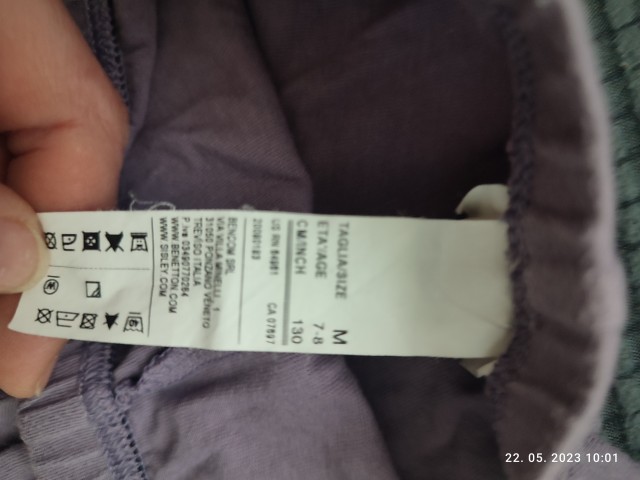 TAGLIA/SIZE M
ETA'/AGE 7-8
CM/INCH 130
US RN 84981 CA 07697
BENCOM SRL
VIA VILLA MINELLI, 1
31050 PONZANO VENETO
TREVISO ITALIA
P.Iva 03490770264
WWW.BENETTON.COM
WWW.SISLEY.COM
22. 05. 2023 10:01